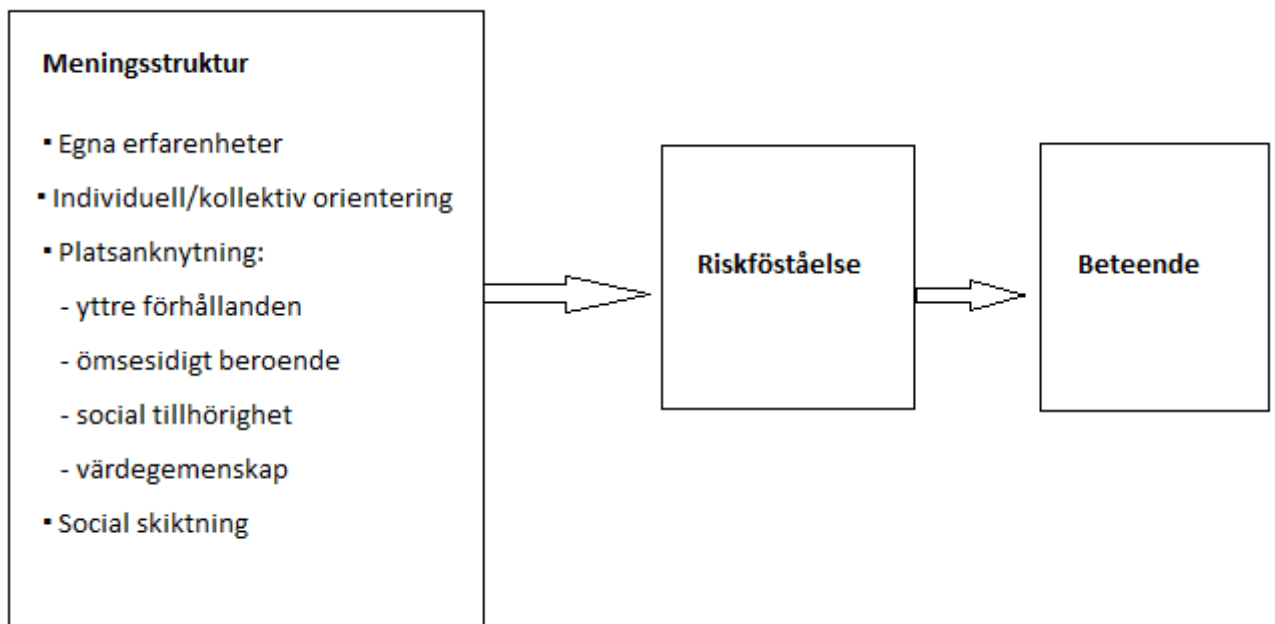 Meningsstruktur
▪ Egna erfarenheter
▪ Individuell/kollektiv orientering
▪ Platsanknytning:
- yttre förhållanden
- ömsesidigt beroende
- social tillhörighet
- värdegemenskap
▪ Social skiktning
Riskföståelse
Beteende